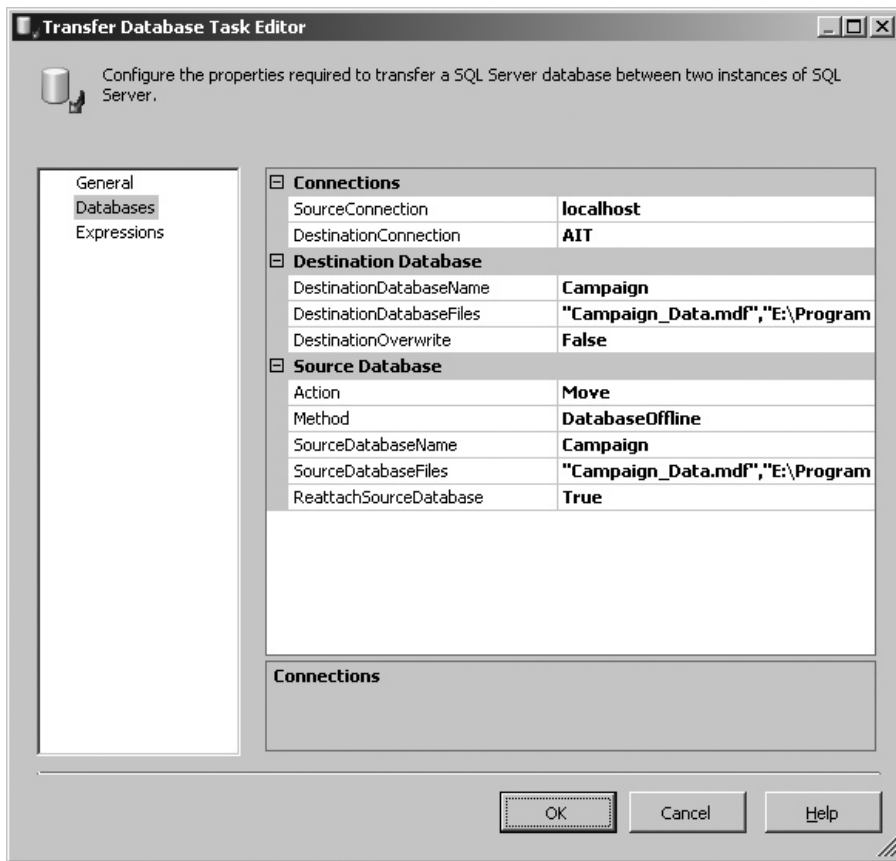 Transfer Database Task Editor
Configure the properties required to transfer a SQL Server database between two instances of SQL
Server.
General
Databases
Expressions
Connections
SourceConnection localhost
DestinationConnection AIT
Destination Database
DestinationDatabaseName Campaign
DestinationDatabaseFiles "Campaign_Data.mdf","E:\Program
DestinationOverwrite False
Source Database
Action Move
Method DatabaseOffline
SourceDatabaseName Campaign
SourceDatabaseFiles "Campaign_Data.mdf","E:\Program
ReattachSourceDatabase True
Connections
OK Cancel Help